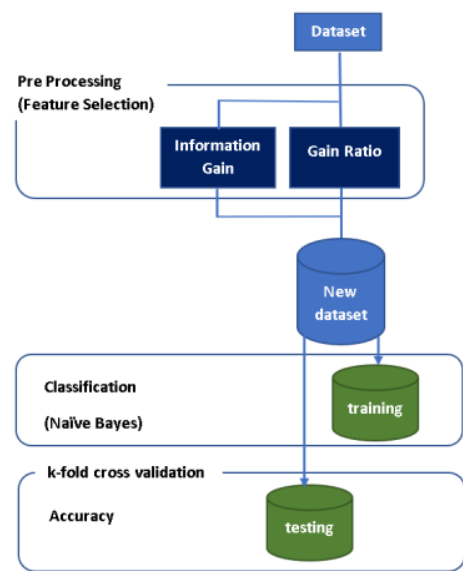 Dataset
Pre Processing
(Feature Selection)
Information
Gain
Gain Ratio
New
dataset
Classification
(Naïve Bayes)
training
k-fold cross validation
Accuracy
testing